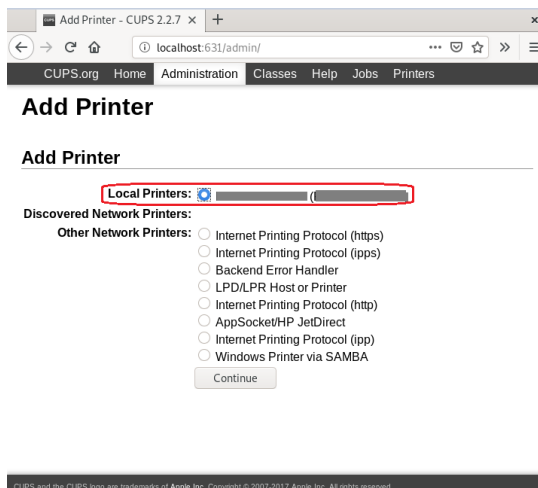 CUPS Add Printer - CUPS 2.2.7 × +
localhost:631/admin/
CUPS.org Home Administration Classes Help Jobs Printers
Add Printer
Add Printer
Local Printers:
Discovered Network Printers:
Other Network Printers:
Internet Printing Protocol (https)
Internet Printing Protocol (ipps)
Backend Error Handler
LPD/LPR Host or Printer
Internet Printing Protocol (http)
AppSocket/HP JetDirect
Internet Printing Protocol (ipp)
Windows Printer via SAMBA
Continue
CUPS and the CUPS logo are trademarks of Apple Inc. Copyright © 2007-2017 Apple Inc. All rights reserved.